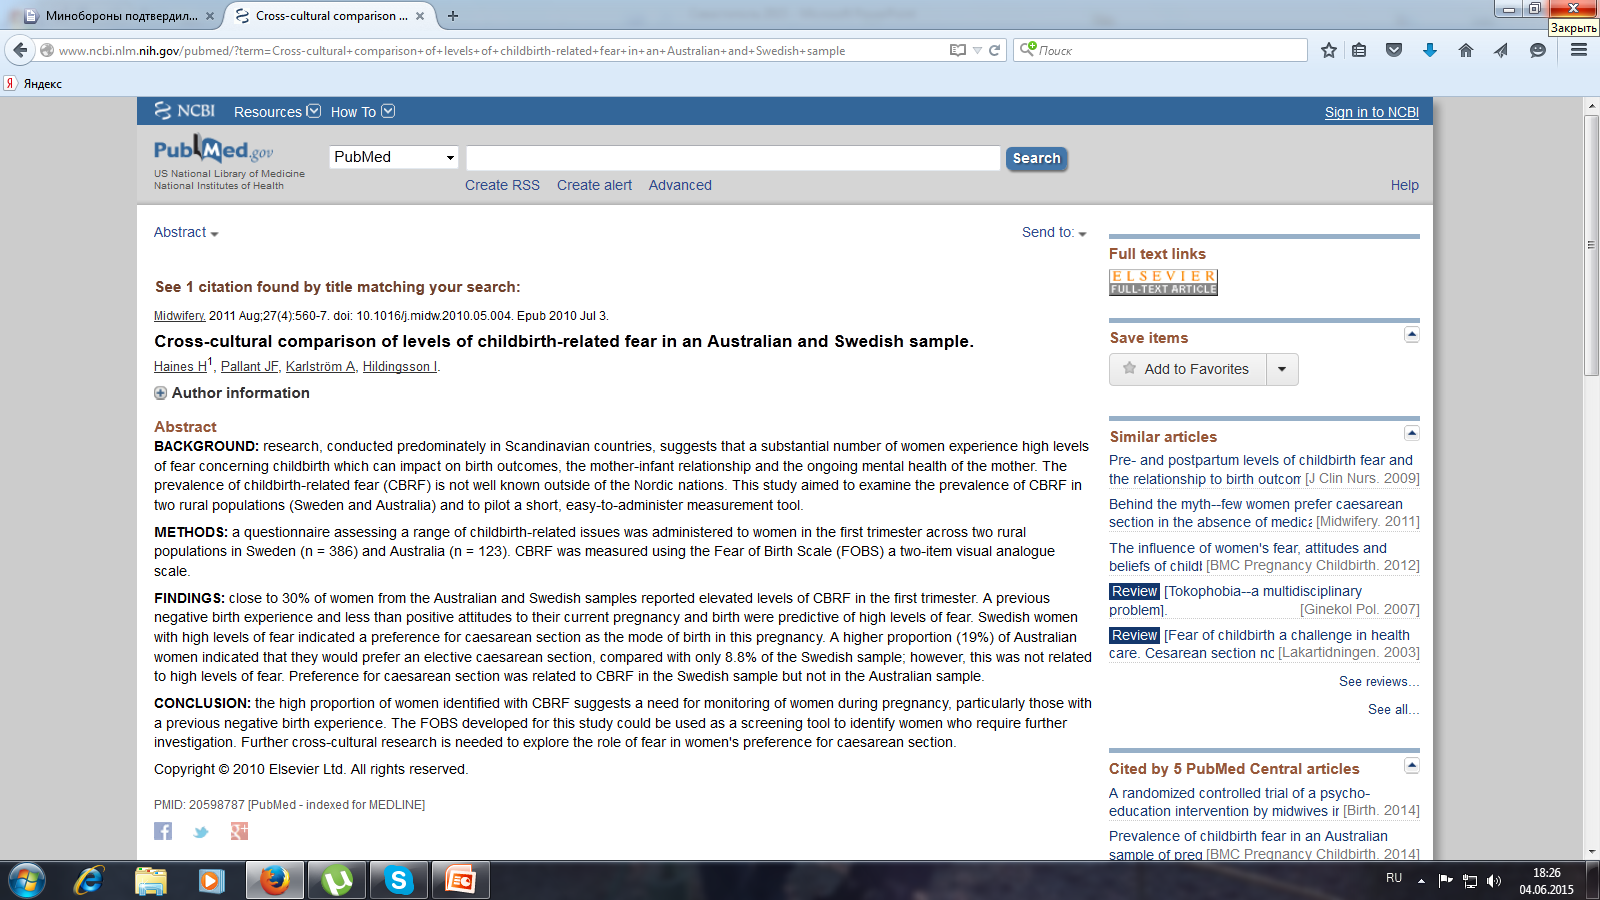 Минобороны подтвердил...
Cross-cultural comparison ...
Закрыть
www.ncbi.nlm.nih.gov/pubmed/?term=Cross-cultural+comparison+of+levels+of+childbirth-related+fear+in+an+Australian+and+Swedish+sample
Поиск
Я Яндекс
NCBI Resources How To
Sign in to NCBI
PubMed.gov
US National Library of Medicine
National Institutes of Health
PubMed
Search
Create RSS Create alert Advanced
Help
Abstract
Send to:
See 1 citation found by title matching your search:
Midwifery. 2011 Aug;27(4):560-7. doi: 10.1016/j.midw.2010.05.004. Epub 2010 Jul 3.
Cross-cultural comparison of levels of childbirth-related fear in an Australian and Swedish sample.
Haines H1, Pallant JF, Karlström A, Hildingsson I.
Author information
Abstract
BACKGROUND: research, conducted predominately in Scandinavian countries, suggests that a substantial number of women experience high levels
of fear concerning childbirth which can impact on birth outcomes, the mother-infant relationship and the ongoing mental health of the mother. The
prevalence of childbirth-related fear (CBRF) is not well known outside of the Nordic nations. This study aimed to examine the prevalence of CBRF in
two rural populations (Sweden and Australia) and to pilot a short, easy-to-administer measurement tool.
METHODS: a questionnaire assessing a range of childbirth-related issues was administered to women in the first trimester across two rural
populations in Sweden (n = 386) and Australia (n = 123). CBRF was measured using the Fear of Birth Scale (FOBS) a two-item visual analogue
scale.
FINDINGS: close to 30% of women from the Australian and Swedish samples reported elevated levels of CBRF in the first trimester. A previous
negative birth experience and less than positive attitudes to their current pregnancy and birth were predictive of high levels of fear. Swedish women
with high levels of fear indicated a preference for caesarean section as the mode of birth in this pregnancy. A higher proportion (19%) of Australian
women indicated that they would prefer an elective caesarean section, compared with only 8.8% of the Swedish sample; however, this was not related
to high levels of fear. Preference for caesarean section was related to CBRF in the Swedish sample but not in the Australian sample.
CONCLUSION: the high proportion of women identified with CBRF suggests a need for monitoring of women during pregnancy, particularly those with
a previous negative birth experience. The FOBS developed for this study could be used as a screening tool to identify women who require further
investigation. Further cross-cultural research is needed to explore the role of fear in women's preference for caesarean section.
Copyright © 2010 Elsevier Ltd. All rights reserved.
PMID: 20598787 [PubMed - indexed for MEDLINE]
Full text links
ELSEVIER
FULL-TEXT ARTICLE
Save items
Add to Favorites
Similar articles
Pre- and postpartum levels of childbirth fear and
the relationship to birth outcom [J Clin Nurs. 2009]
Behind the myth--few women prefer caesarean
section in the absence of medica [Midwifery. 2011]
The influence of women's fear, attitudes and
beliefs of childb [BMC Pregnancy Childbirth. 2012]
Review [Tokophobia--a multidisciplinary
problem]. [Ginekol Pol. 2007]
Review [Fear of childbirth a challenge in health
care. Cesarean section no [Lakartidningen. 2003]
See reviews...
See all...
Cited by 5 PubMed Central articles
A randomized controlled trial of a psycho-
education intervention by midwives in [Birth. 2014]
Prevalence of childbirth fear in an Australian
sample of preg [BMC Pregnancy Childbirth. 2014]
RU
18:26
04.06.2015